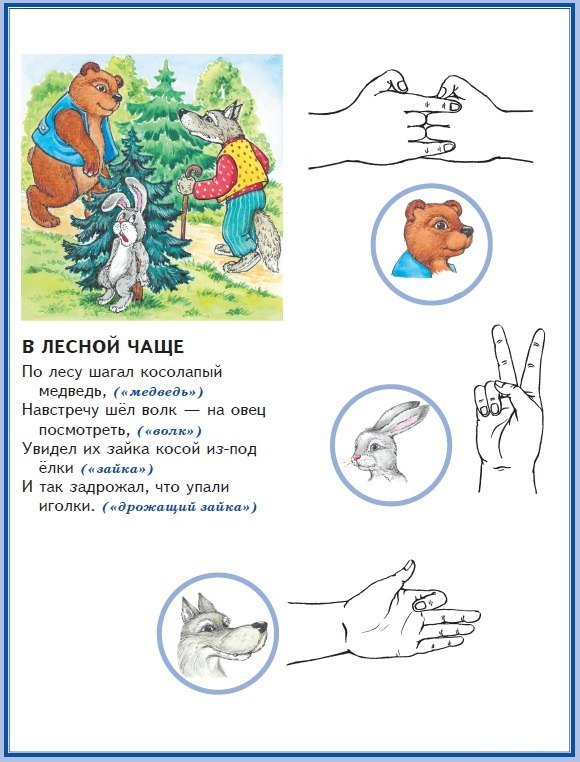 В ЛЕСНОЙ ЧАЩЕ
По лесу шагал косолапый
медведь, («медведь»)
Навстречу шёл волк — на овец
посмотреть, («волк»)
Увидел их зайка косой из-под
ёлки («зайка»)
И так задрожал, что упали
иголки. («дрожащий зайка»)